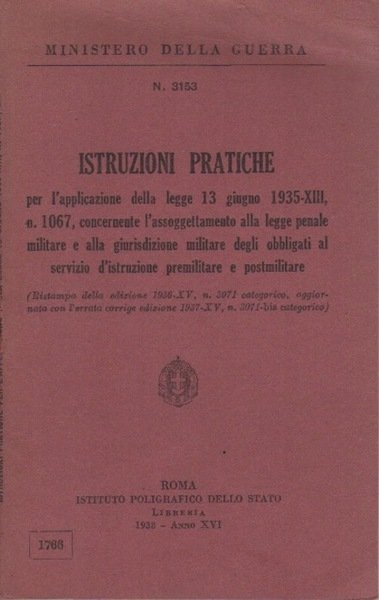 MINISTERO DELLA GUERRA
N. 3153
ISTRUZIONI PRATICHE
per l'applicazione della legge 13 giugno 1935-XIII,
n. 1067, concernente l'assoggettamento alla legge penale
militare e alla giurisdizione militare degli obbligati al
servizio d'istruzione premilitare e postmilitare
(Ristampa della edizione 1936-XV, n. 3071 categorico, aggior-
nata con l'errata corrige edizione 1937-XV, n. 3071-bis categorico)
ROMA
ISTITUTO POLIGRAFICO DELLO STATO
LIBRERIA
1938 - ANNO XVI
1766